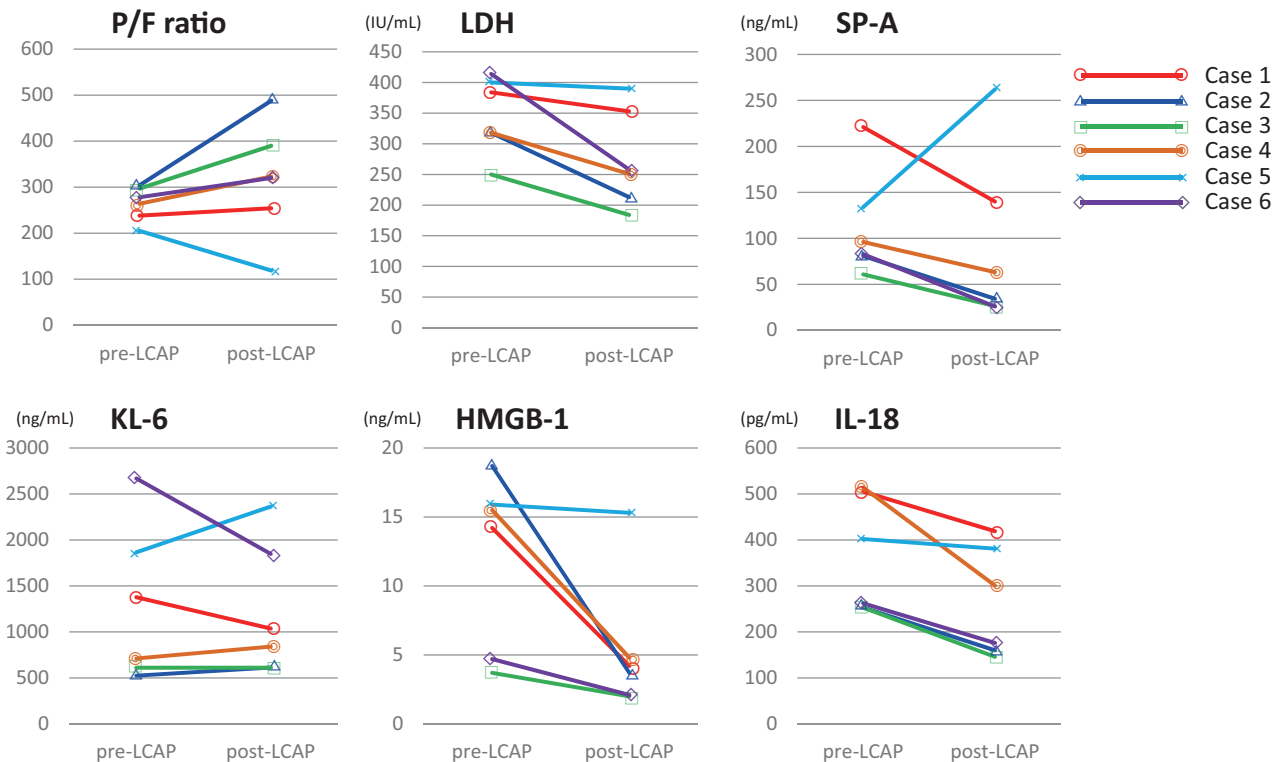 P/F ratio
600
500
400
300
200
100
0
pre-LCAP post-LCAP
(IU/mL) LDH
450
400
350
300
250
200
150
100
50
0
pre-LCAP post-LCAP
(ng/mL) SP-A
300
250
200
150
100
50
0
pre-LCAP post-LCAP
Case 1
Case 2
Case 3
Case 4
Case 5
Case 6
(ng/mL) KL-6
3000
2500
2000
1500
1000
500
0
pre-LCAP post-LCAP
(ng/mL) HMGB-1
20
15
10
5
0
pre-LCAP post-LCAP
(pg/mL) IL-18
600
500
400
300
200
100
0
pre-LCAP post-LCAP